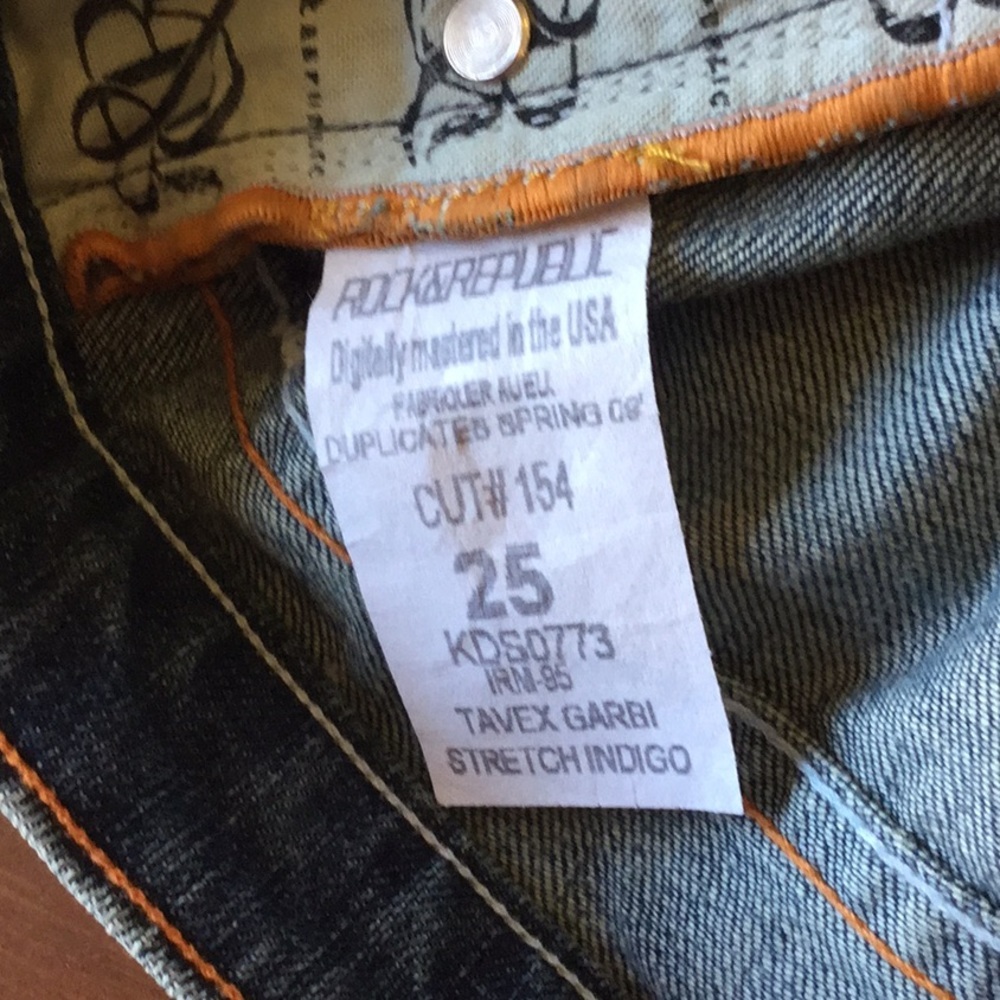 ROCK&REPUBLIC
Digitally mastered in the USA
FABRIQUER AUEU.
DUPLICATES SPRING 09'
CUT# 154
25
KDS0773
IRNI-95
TAVEX GARBI
STRETCH INDIGO